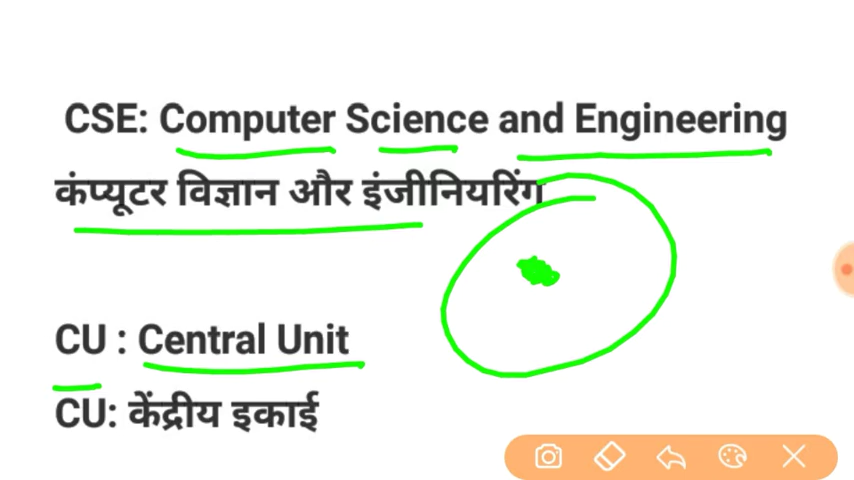 CSE: Computer Science and Engineering
कंप्यूटर विज्ञान और इंजीनियरिंग
CU : Central Unit
CU: केंद्रीय इकाई